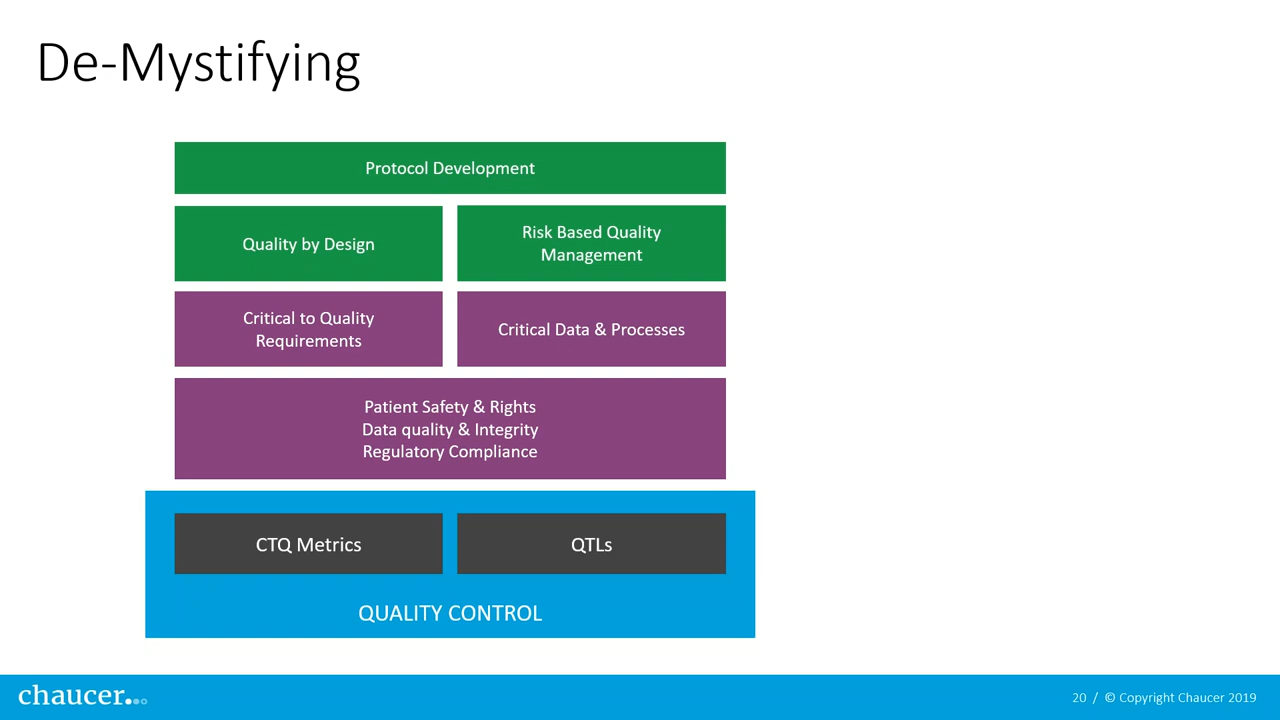 De-Mystifying
Protocol Development
Quality by Design
Risk Based Quality
Management
Critical to Quality
Requirements
Critical Data & Processes
Patient Safety & Rights
Data quality & Integrity
Regulatory Compliance
CTQ Metrics
QTLs
QUALITY CONTROL
chaucer.
20 / © Copyright Chaucer 2019